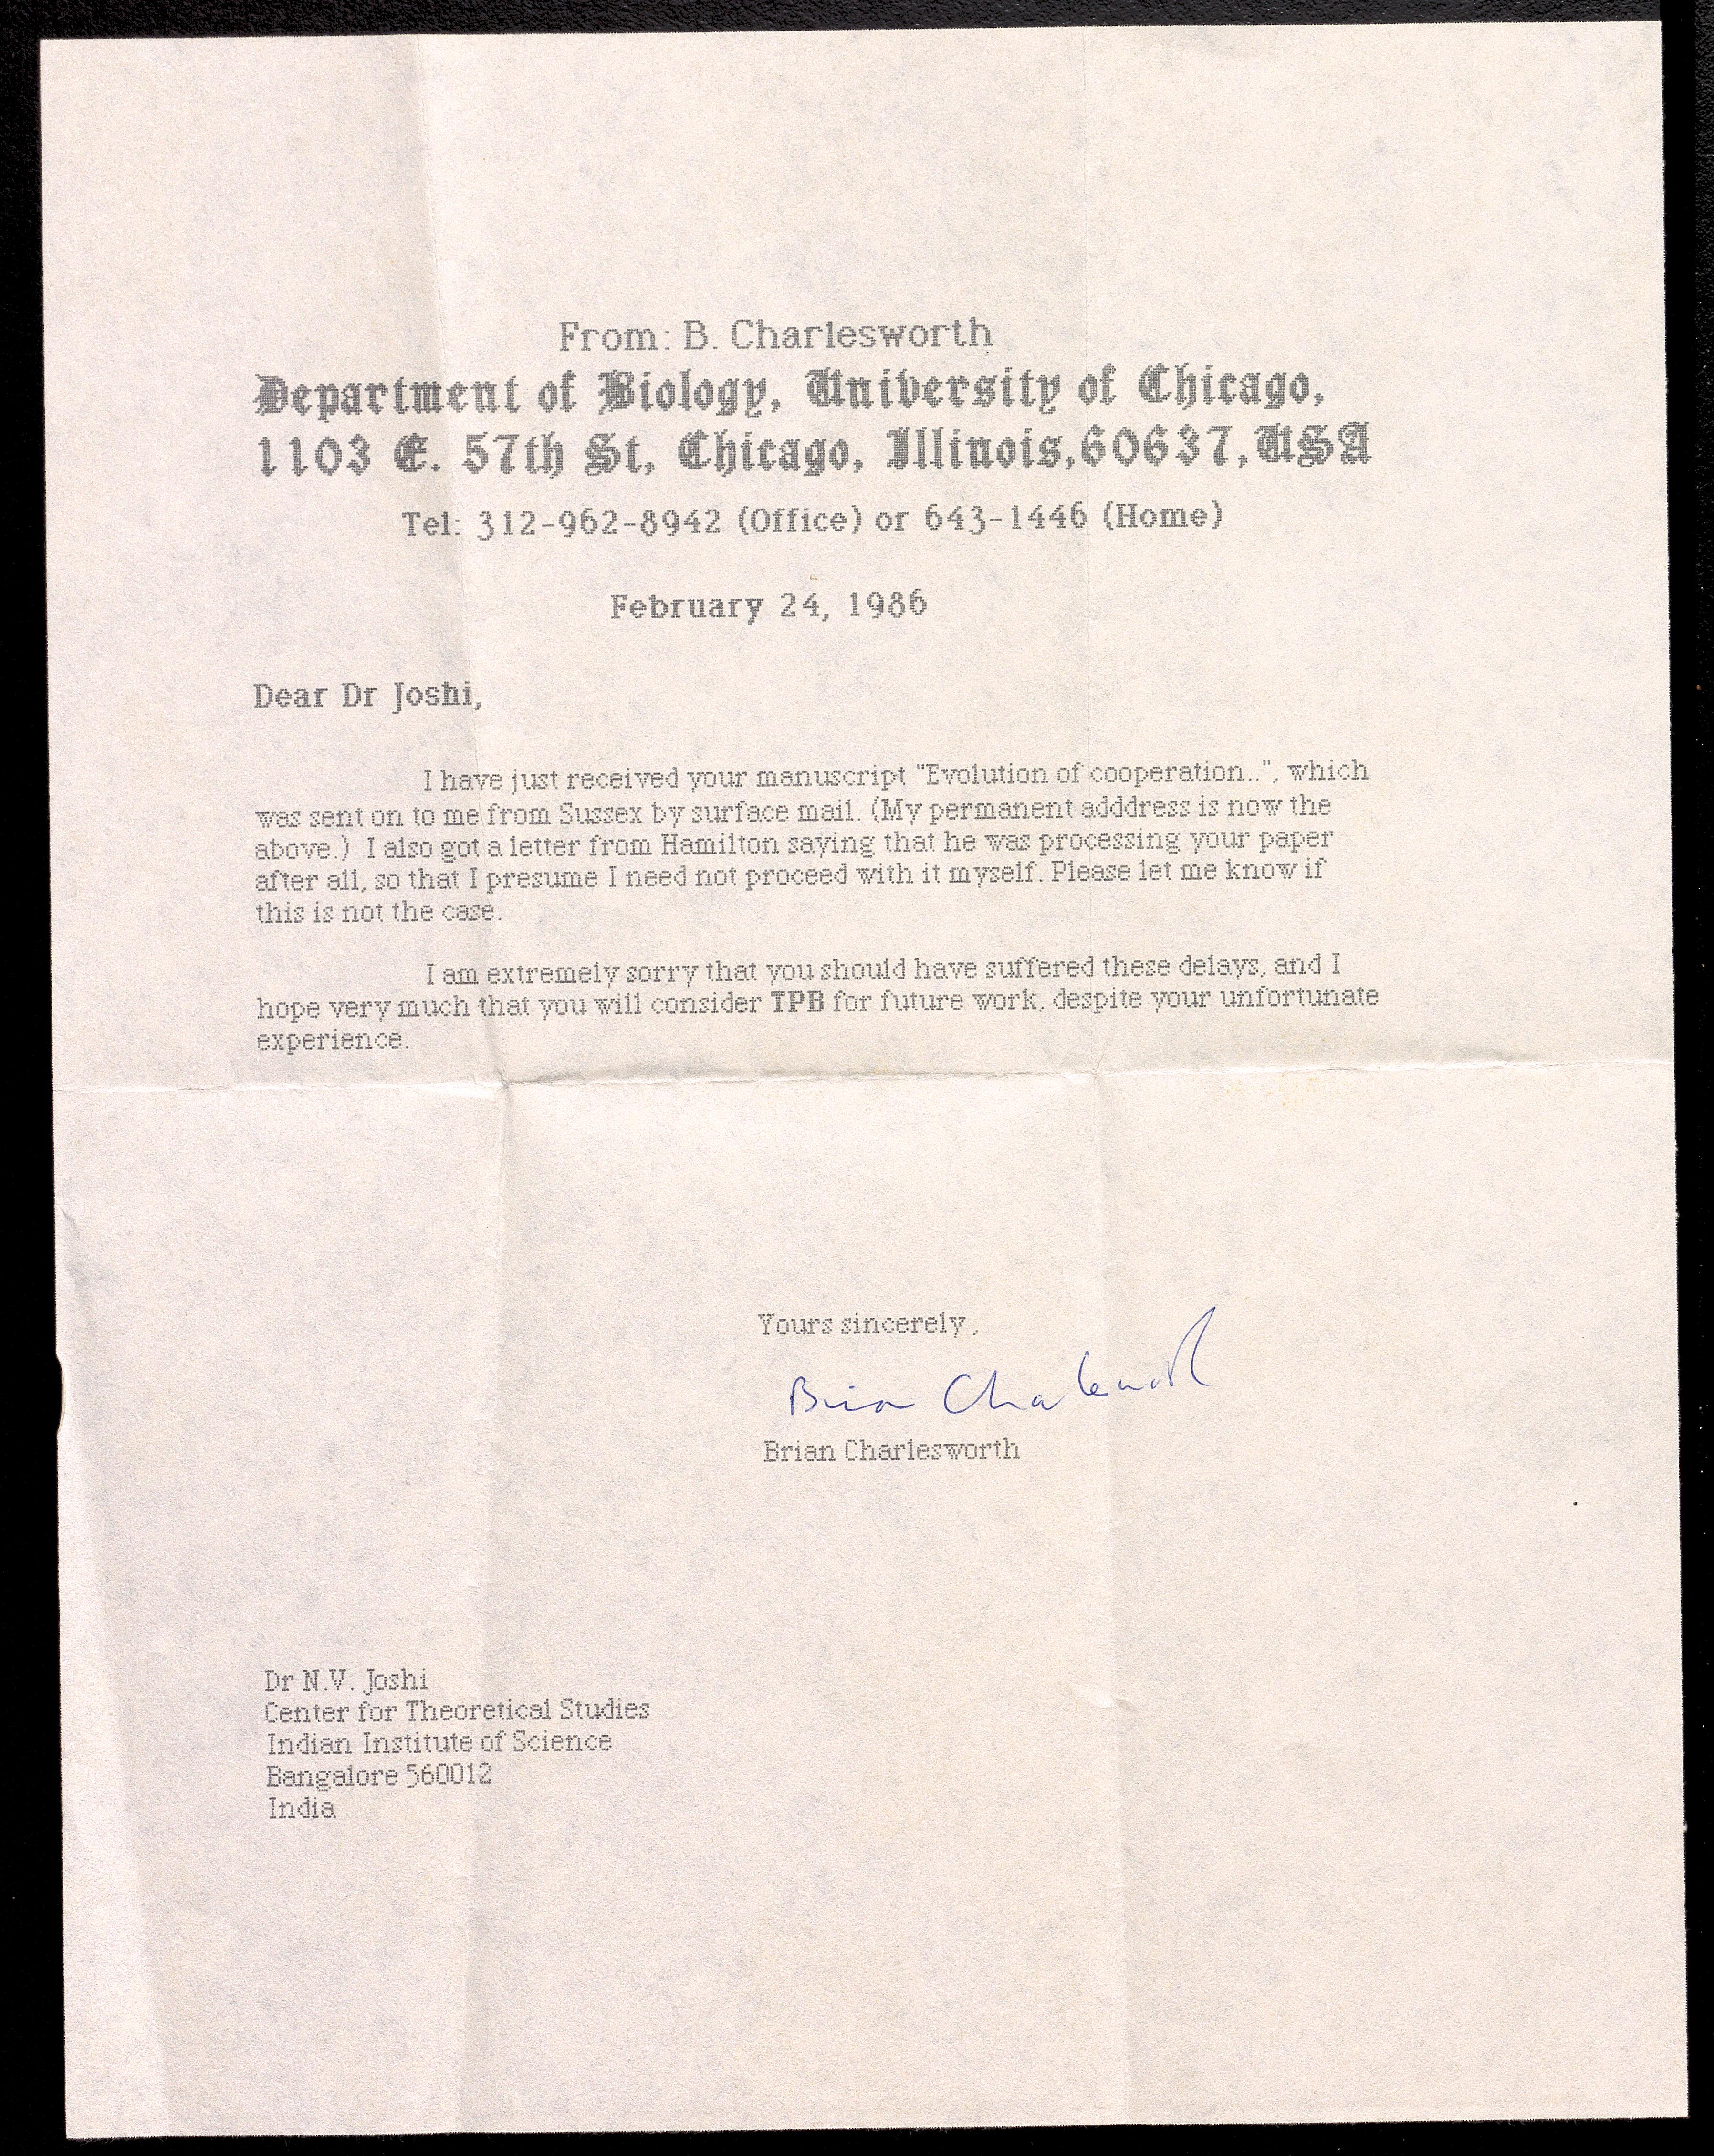 From: B. Charlesworth
Department of Biology, University of Chicago,
1103 E. 57th St, Chicago, Illinois,60637,USA
Tel: 312-962-8942 (Office) or 643-1446 (Home)
February 24, 1986
Dear Dr Joshi,
I have just received your manuscript "Evolution of cooperation..", which
was sent on to me from Sussex by surface mail. (My permanent adddress is now the
above.) I also got a letter from Hamilton saying that he was processing your paper
after all, so that I presume I need not proceed with it myself. Please let me know if
this is not the case.
I am extremely sorry that you should have suffered these delays, and I
hope very much that you will consider TPB for future work, despite your unfortunate
experience.
Yours sincerely,
Brian Charlesworth
Brian Charlesworth
Dr N.V. Joshi
Center for Theoretical Studies
Indian Institute of Science
Bangalore 560012
India